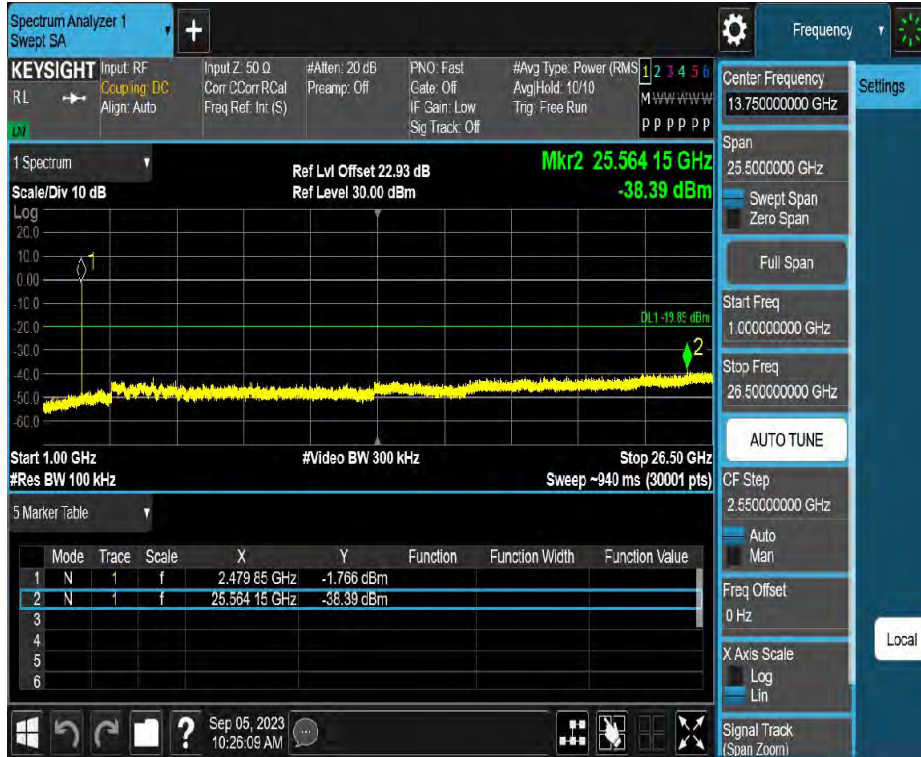 Spectrum Analyzer 1
Swept SA
+
Frequency
KEYSIGHT Input: RF Input Z: 50 Ω #Atten: 20 dB PNO: Fast #Avg Type: Power (RMS 1 2 3 4 5 6
RL Coupling: DC Corr CCorr RCal Preamp: Off Gate: Off Avg|Hold: 10/10 M W W W W W
Align: Auto Freq Ref: Int (S) IF Gain: Low Trig: Free Run
Sig Track: Off P P P P P P
LXI
1 Spectrum
Ref Lvl Offset 22.93 dB
Mkr2 25.564 15 GHz
Scale/Div 10 dB
Ref Level 30.00 dBm
-38.39 dBm
Log
20.0
10.0
1
0.00
-10.0
DL1 -19.89 dBm
-20.0
-30.0
2
-40.0
-50.0
-60.0
Start 1.00 GHz #Video BW 300 kHz Stop 26.50 GHz
#Res BW 100 kHz Sweep ~940 ms (30001 pts)
5 Marker Table
Mode Trace Scale X Y Function Function Width Function Value
1 N 1 f 2.479 85 GHz -1.766 dBm
2 N 1 f 25.564 15 GHz -38.39 dBm
3
4
5
6
? Sep 05, 2023
10:26:09 AM
Center Frequency
13.750000000 GHz
Span
25.5000000 GHz
Swept Span
Zero Span
Full Span
Start Freq
1.000000000 GHz
Stop Freq
26.500000000 GHz
AUTO TUNE
CF Step
2.550000000 GHz
Auto
Man
Freq Offset
0 Hz
X Axis Scale
Log
Lin
Signal Track
(Span Zoom)
Settings
Local